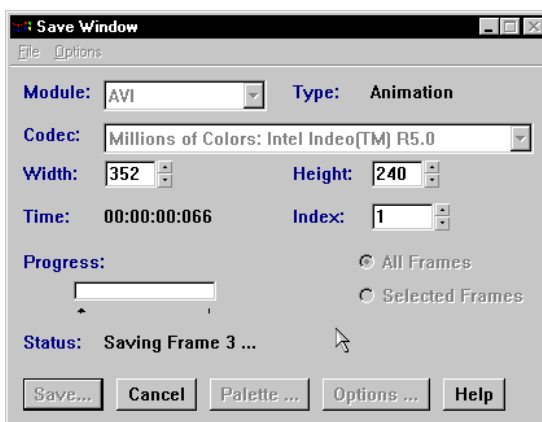 Save Window
File Options
Module: AVI Type: Animation
Codec: Millions of Colors: Intel Indeo(TM) R5.0
Width: 352 Height: 240
Time: 00:00:00:066 Index: 1
Progress: All Frames
Selected Frames
Status: Saving Frame 3 ...
Save... Cancel Palette ... Options ... Help